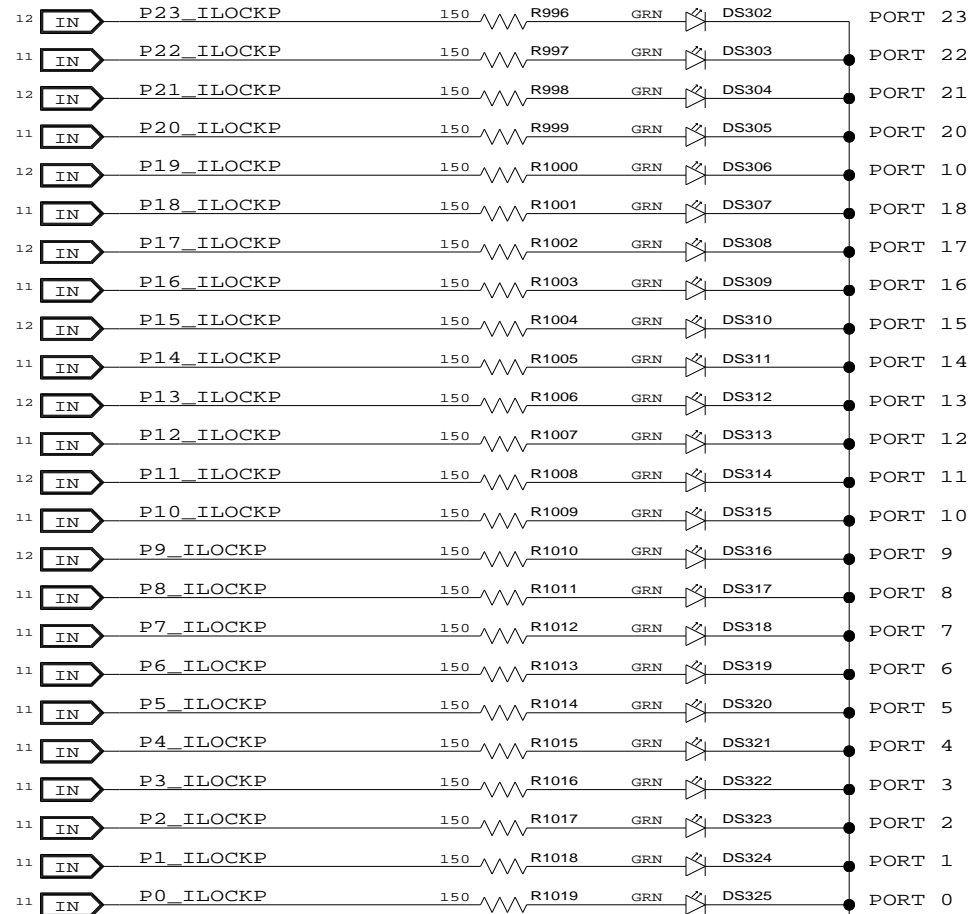 12 IN P23_ILOCKP 150 R996 GRN DS302 PORT 23
11 IN P22_ILOCKP 150 R997 GRN DS303 PORT 22
12 IN P21_ILOCKP 150 R998 GRN DS304 PORT 21
11 IN P20_ILOCKP 150 R999 GRN DS305 PORT 20
12 IN P19_ILOCKP 150 R1000 GRN DS306 PORT 10
11 IN P18_ILOCKP 150 R1001 GRN DS307 PORT 18
12 IN P17_ILOCKP 150 R1002 GRN DS308 PORT 17
11 IN P16_ILOCKP 150 R1003 GRN DS309 PORT 16
12 IN P15_ILOCKP 150 R1004 GRN DS310 PORT 15
11 IN P14_ILOCKP 150 R1005 GRN DS311 PORT 14
12 IN P13_ILOCKP 150 R1006 GRN DS312 PORT 13
11 IN P12_ILOCKP 150 R1007 GRN DS313 PORT 12
12 IN P11_ILOCKP 150 R1008 GRN DS314 PORT 11
11 IN P10_ILOCKP 150 R1009 GRN DS315 PORT 10
12 IN P9_ILOCKP 150 R1010 GRN DS316 PORT 9
11 IN P8_ILOCKP 150 R1011 GRN DS317 PORT 8
11 IN P7_ILOCKP 150 R1012 GRN DS318 PORT 7
11 IN P6_ILOCKP 150 R1013 GRN DS319 PORT 6
11 IN P5_ILOCKP 150 R1014 GRN DS320 PORT 5
11 IN P4_ILOCKP 150 R1015 GRN DS321 PORT 4
11 IN P3_ILOCKP 150 R1016 GRN DS322 PORT 3
11 IN P2_ILOCKP 150 R1017 GRN DS323 PORT 2
11 IN P1_ILOCKP 150 R1018 GRN DS324 PORT 1
11 IN P0_ILOCKP 150 R1019 GRN DS325 PORT 0